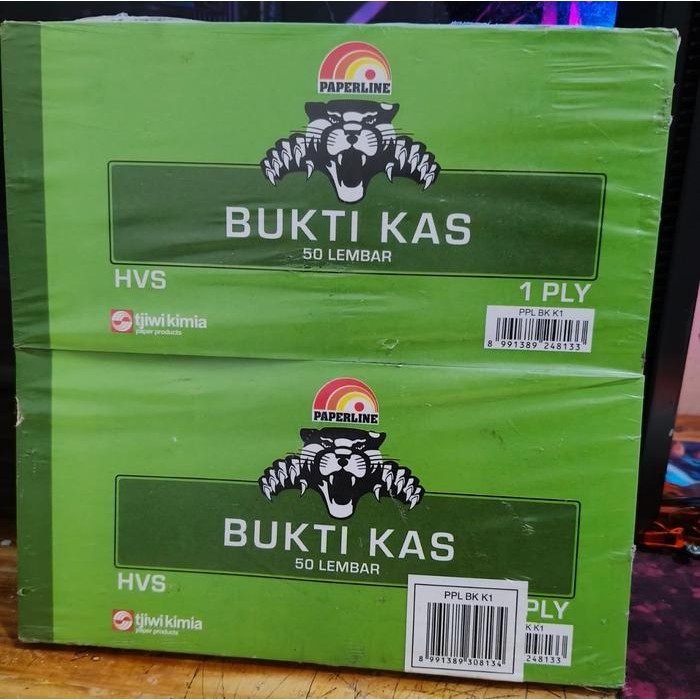 PAPERLINE
BUKTI KAS
50 LEMBAR
HVS
1 PLY
tjiwi kimia
paper products
PPL BK K1
8 991389 248133
PAPERLINE
BUKTI KAS
50 LEMBAR
HVS
PLY
tjiwi kimia
paper products
PPL BK K1
8 991389 308134
K K1
248133